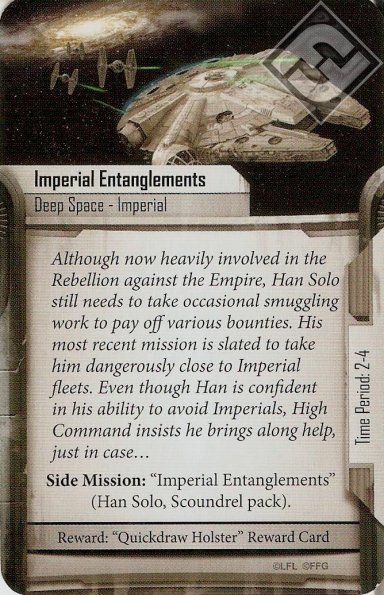 Imperial Entanglements
Deep Space - Imperial
Although now heavily involved in the
Rebellion against the Empire, Han Solo
still needs to take occasional smuggling
work to pay off various bounties. His
most recent mission is slated to take
him dangerously close to Imperial
fleets. Even though Han is confident
in his ability to avoid Imperials, High
Command insists he brings along help,
just in case…
Time Period: 2-4
Side Mission: “Imperial Entanglements”
(Han Solo, Scoundrel pack).
Reward: “Quickdraw Holster” Reward Card
©LFL ©FFG